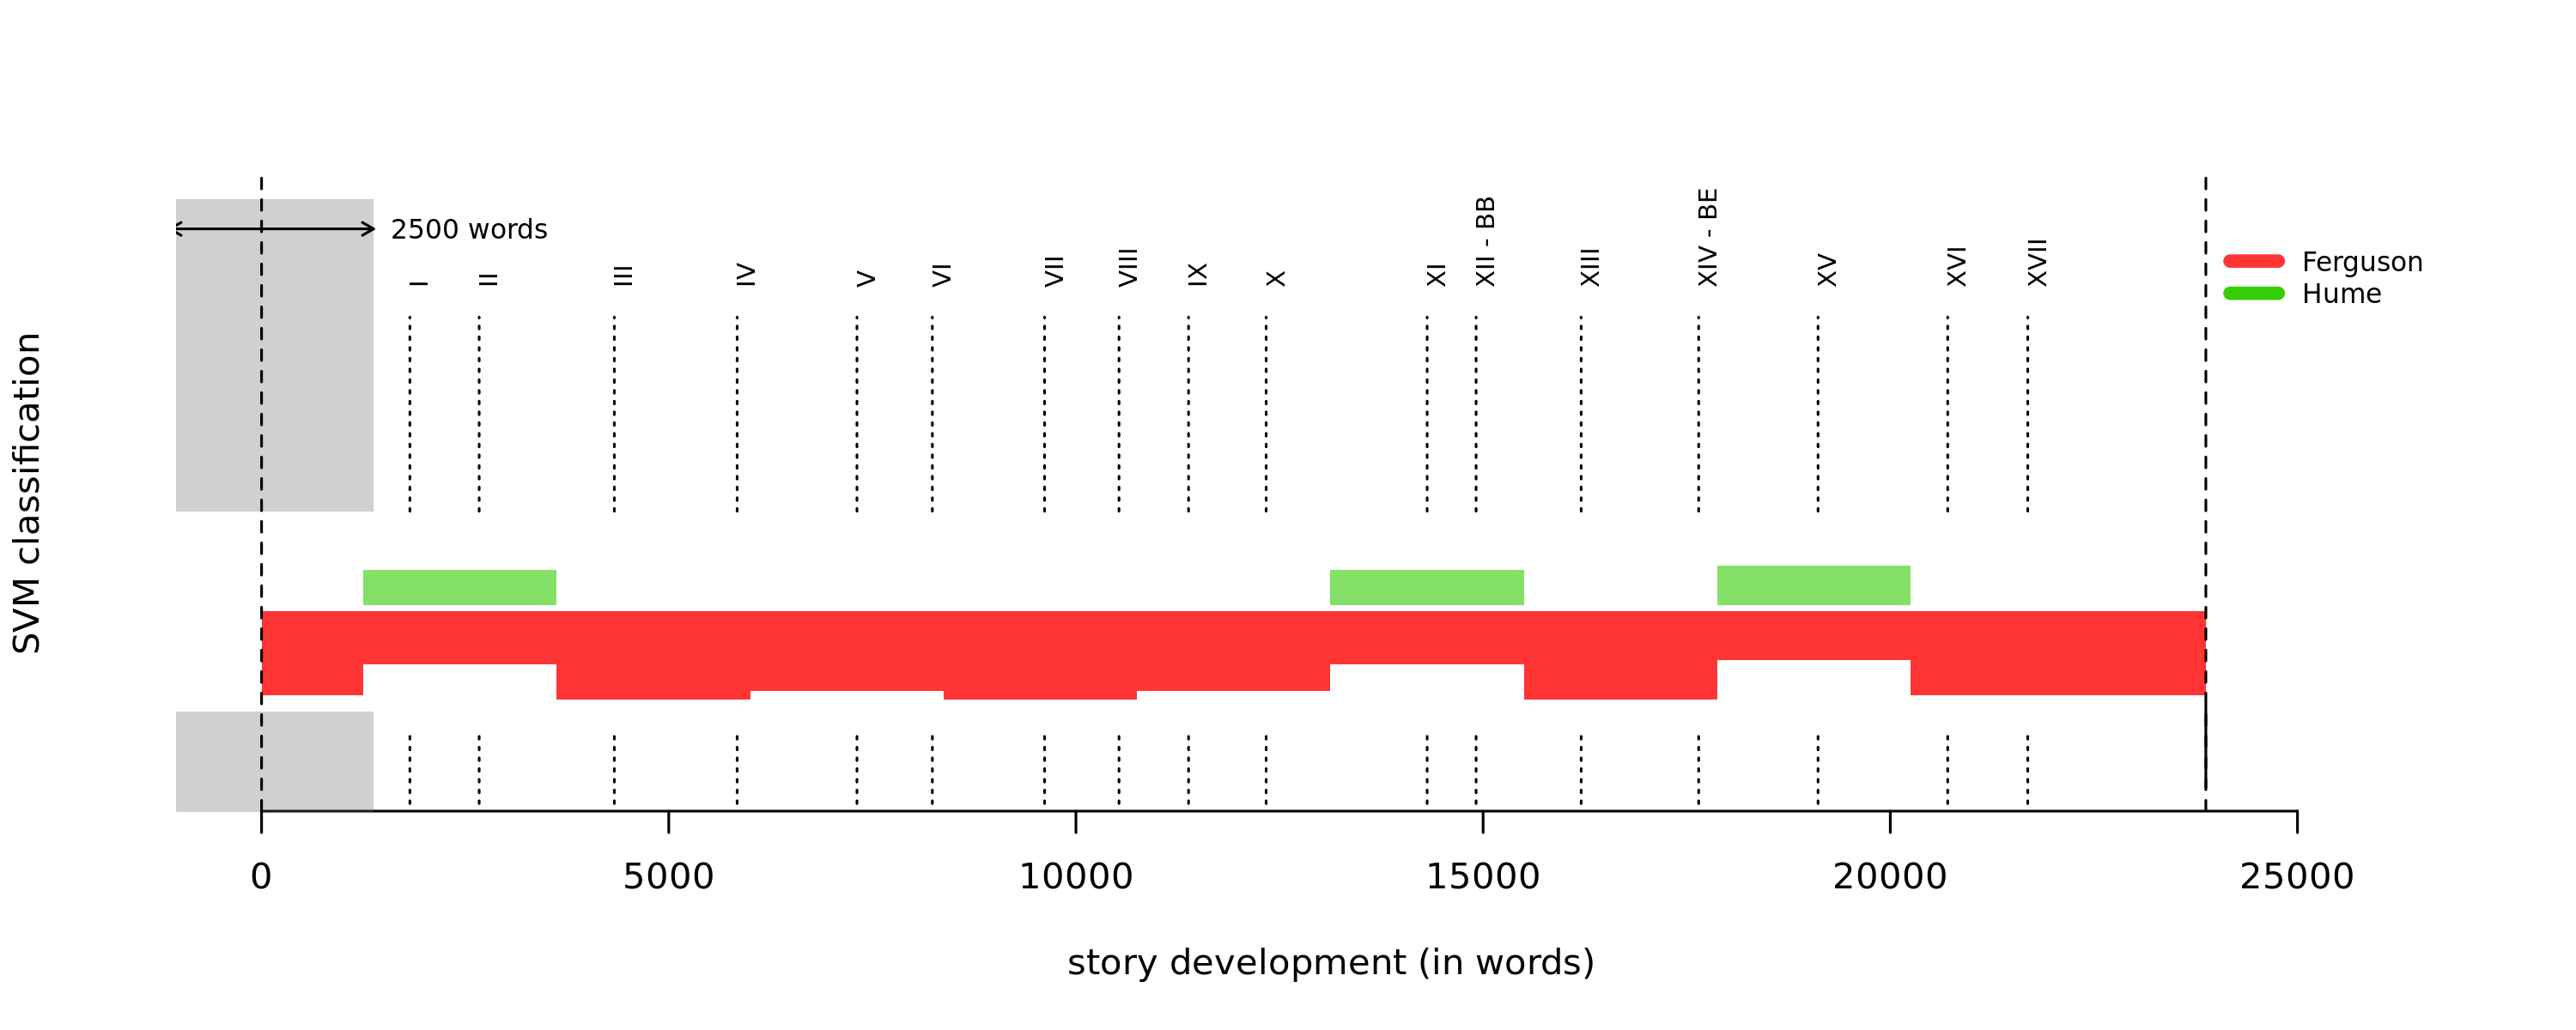 2500 words
I
II
III
IV
V
VI
VII
VIII
IX
X
XI
XII - BB
XIII
XIV - BE
XV
XVI
XVII
Ferguson
Hume
SVM classification
0
5000
10000
15000
20000
25000
story development (in words)